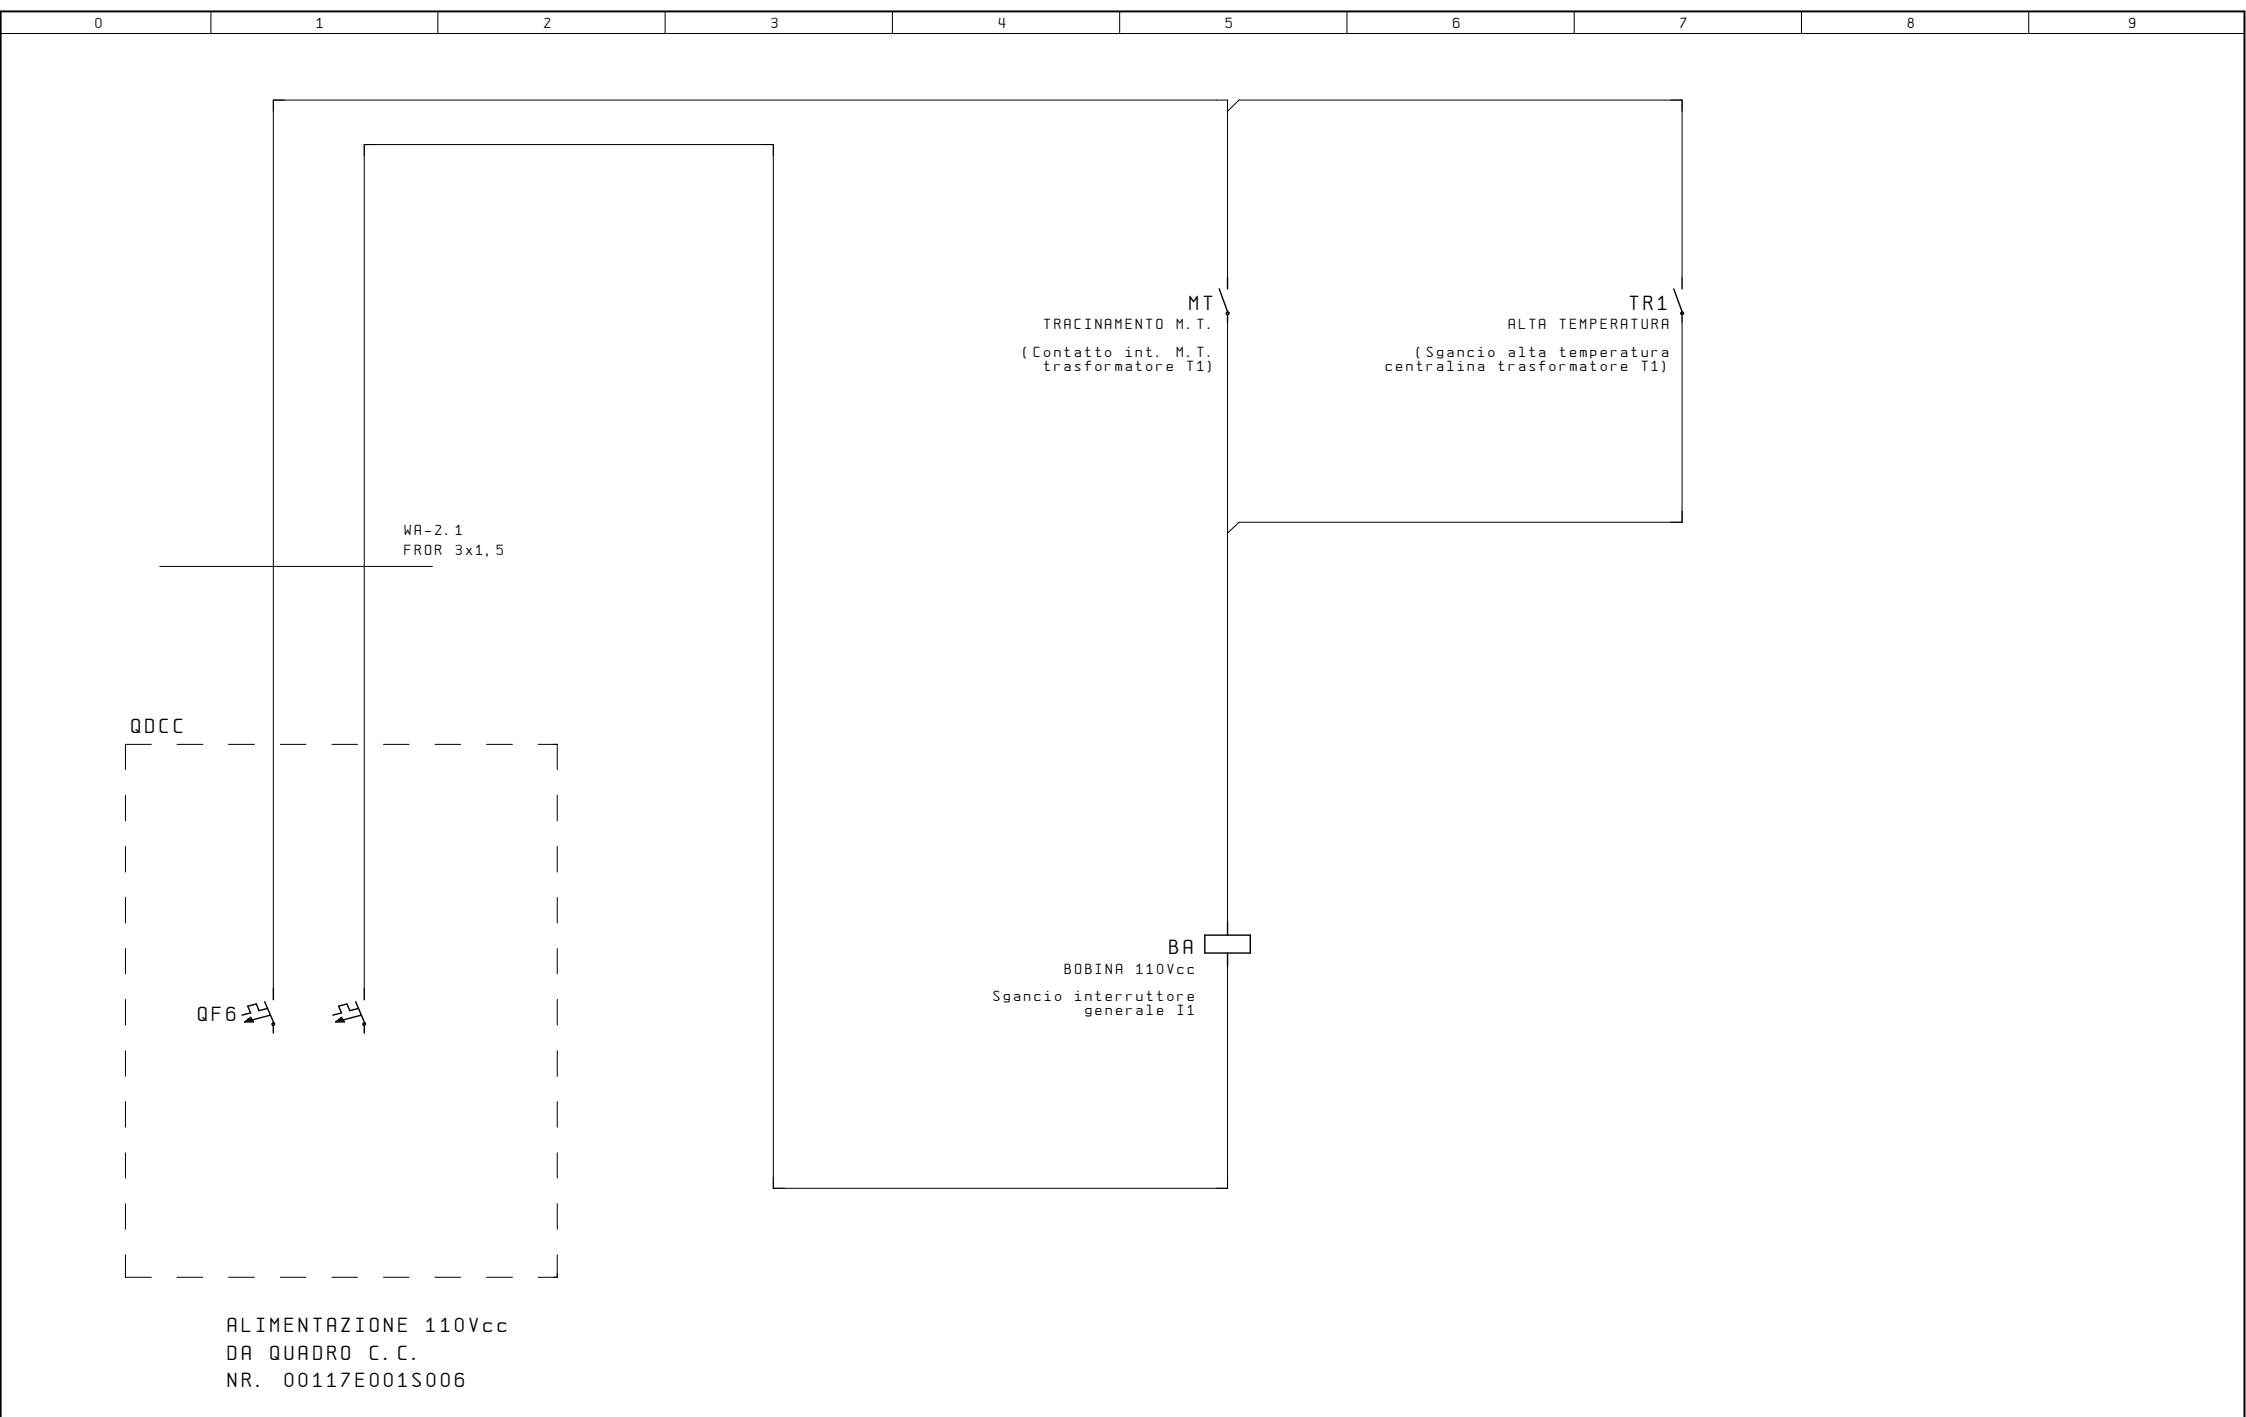 0 1 2 3 4 5 6 7 8 9
MT
TRACINAMENTO M.T.
(Contatto int. M.T.
trasformatore T1)
TR1
ALTA TEMPERATURA
(Sgancio alta temperatura
centralina trasformatore T1)
WA-2.1
FROR 3x1,5
QDCC
BA
BOBINA 110Vcc
Sgancio interruttore
generale I1
QF6
ALIMENTAZIONE 110Vcc
DA QUADRO C.C.
NR. 00117E001S006